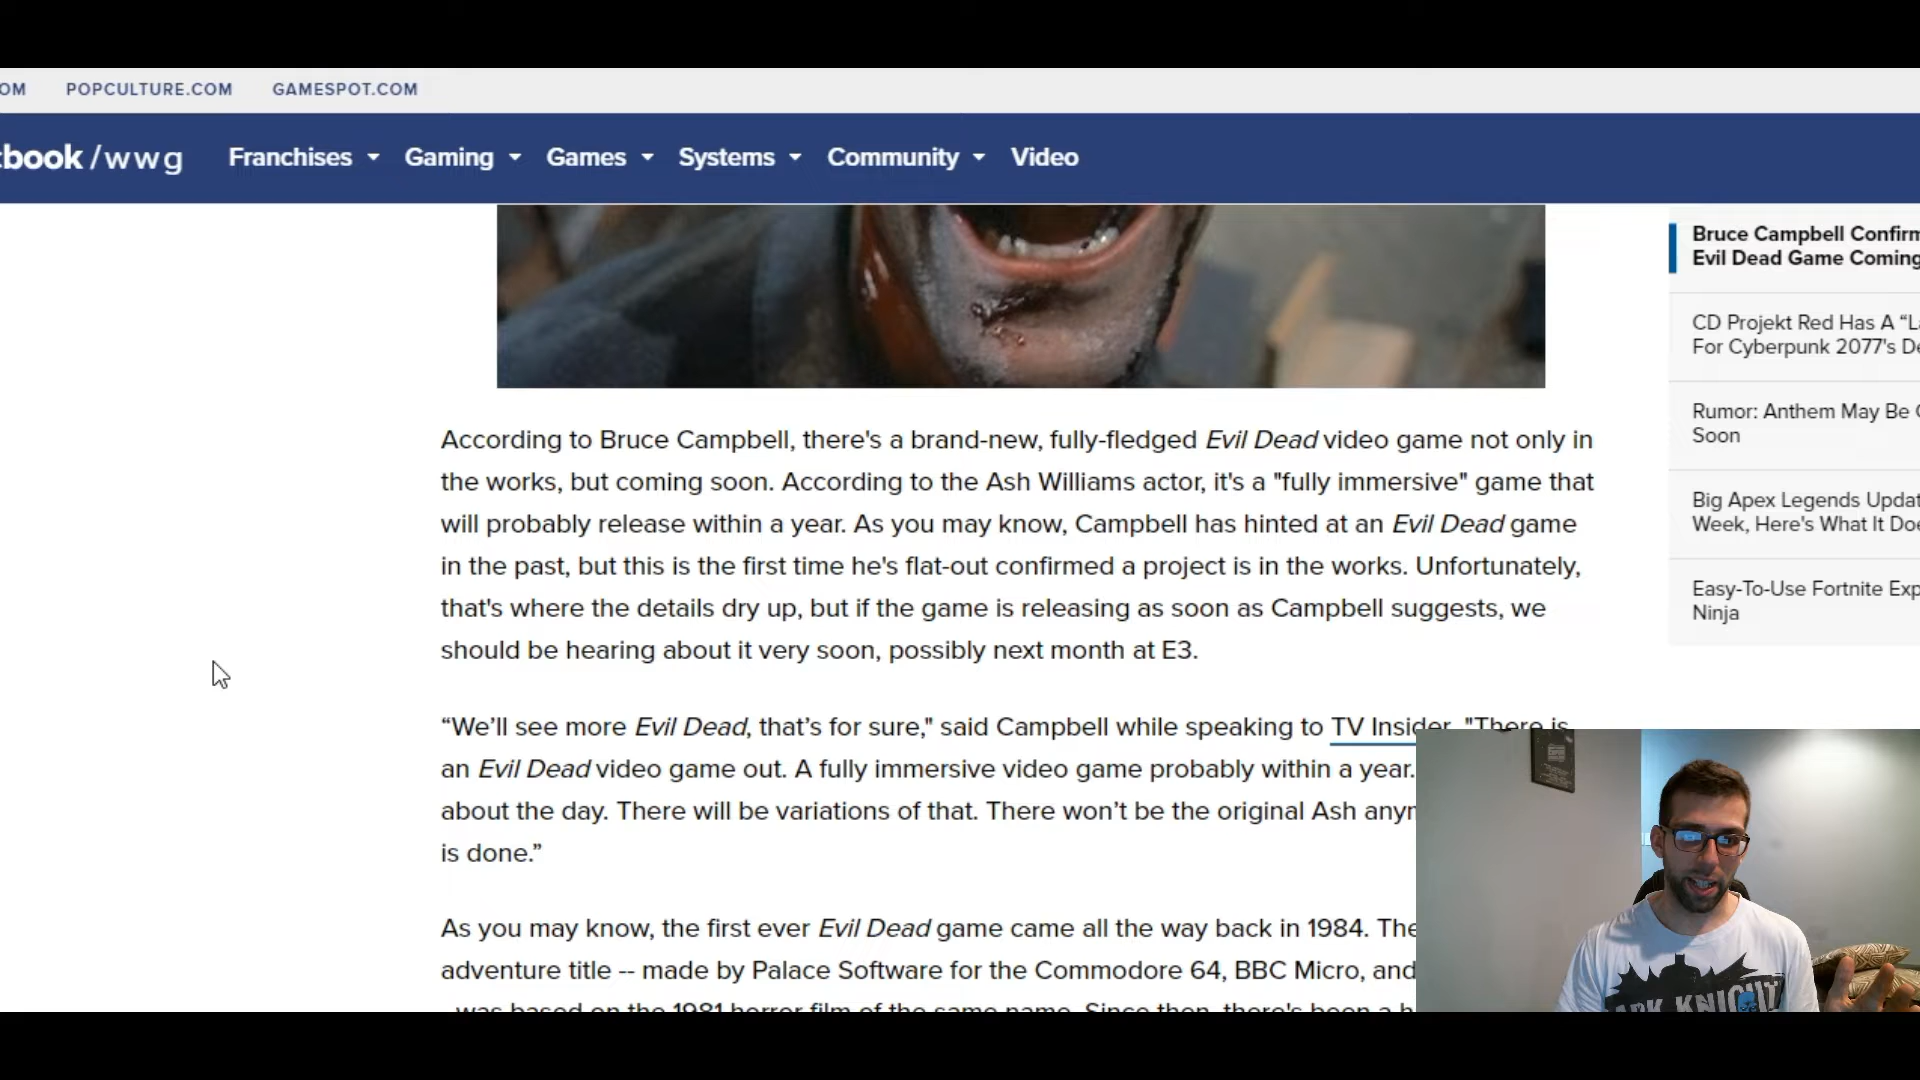 OM POPCULTURE.COM GAMESPOT.COM
book /wwg Franchises Gaming Games Systems Community Video
According to Bruce Campbell, there's a brand-new, fully-fledged Evil Dead video game not only in
the works, but coming soon. According to the Ash Williams actor, it's a "fully immersive" game that
will probably release within a year. As you may know, Campbell has hinted at an Evil Dead game
in the past, but this is the first time he's flat-out confirmed a project is in the works. Unfortunately,
that's where the details dry up, but if the game is releasing as soon as Campbell suggests, we
should be hearing about it very soon, possibly next month at E3.
“We’ll see more Evil Dead, that’s for sure," said Campbell while speaking to TV Insider. "There is
an Evil Dead video game out. A fully immersive video game probably within a year.
about the day. There will be variations of that. There won’t be the original Ash anym
is done.”
As you may know, the first ever Evil Dead game came all the way back in 1984. The
adventure title -- made by Palace Software for the Commodore 64, BBC Micro, and
was based on the 1981 horror film of the same name. Since then, there's been a h
Bruce Campbell Confirm
Evil Dead Game Coming
CD Projekt Red Has A “La
For Cyberpunk 2077's De
Rumor: Anthem May Be
Soon
Big Apex Legends Updat
Week, Here's What It Doe
Easy-To-Use Fortnite Exp
Ninja
ARK KNIGHT